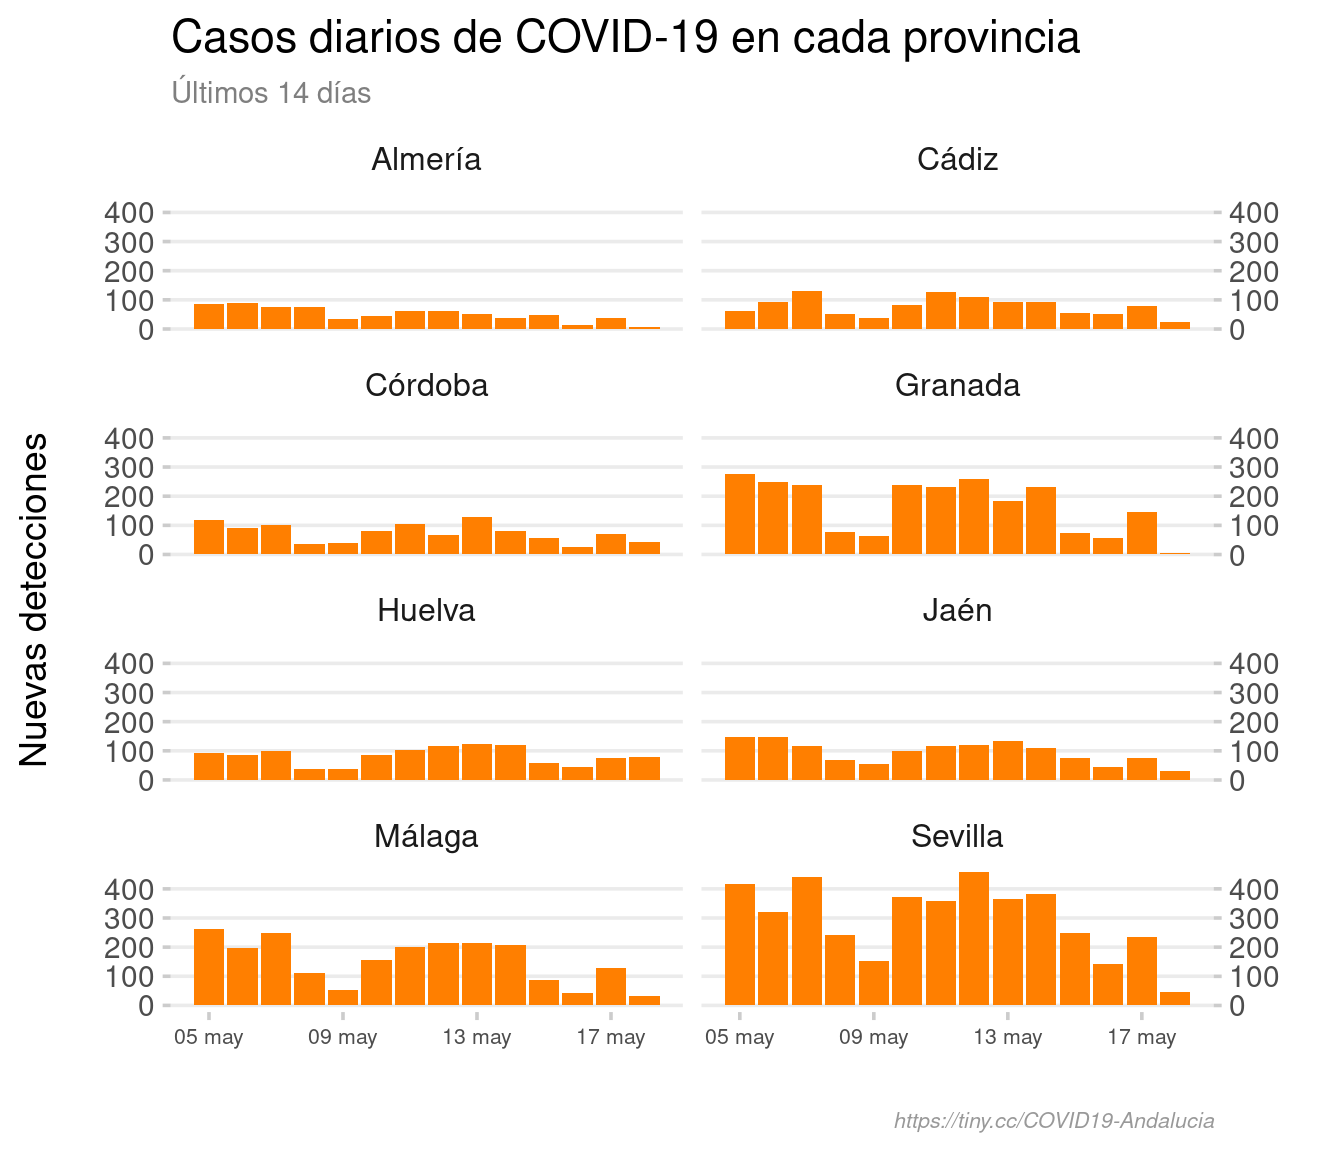 Casos diarios de COVID-19 en cada provincia
Últimos 14 días
Almería
Cádiz
400
300
200
100
0
400
300
200
100
0
Córdoba
Granada
400
300
200
100
0
400
300
200
100
0
Nuevas detecciones
Huelva
Jaén
400
300
200
100
0
400
300
200
100
0
Málaga
Sevilla
400
300
200
100
0
400
300
200
100
0
05 may 09 may 13 may 17 may
05 may 09 may 13 may 17 may
https://tiny.cc/COVID19-Andalucia